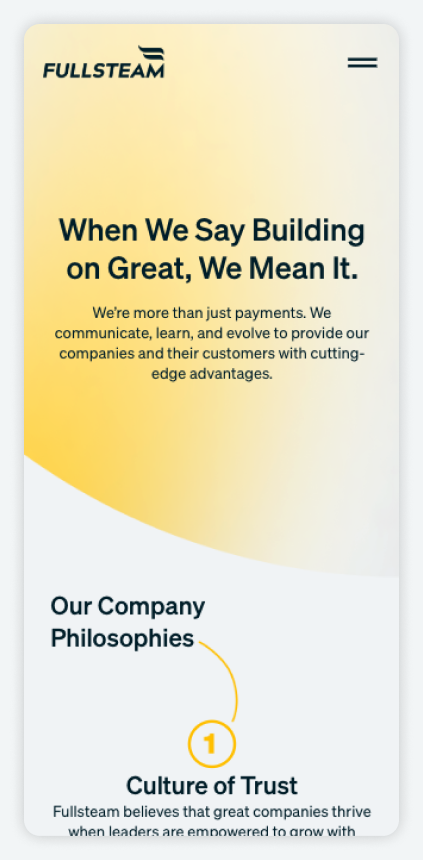 FULLSTEAM
When We Say Building
on Great, We Mean It.
We're more than just payments. We
communicate, learn, and evolve to provide our
companies and their customers with cutting-
edge advantages.
Our Company
Philosophies
1
Culture of Trust
Fullsteam believes that great companies thrive
when leaders are empowered to grow with